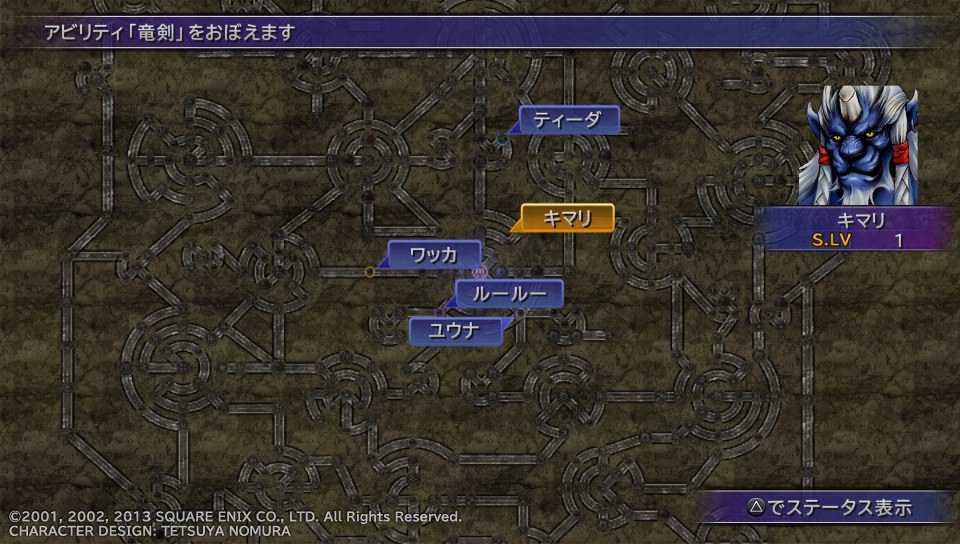 アビリティ「竜剣」をおぼえます
ティーダ
キマリ
ワッカ
ルールー
ユウナ
キマリ
S.LV 1
△でステータス表示
©2001, 2002, 2013 SQUARE ENIX CO., LTD. All Rights Reserved.
CHARACTER DESIGN: TETSUYA NOMURA